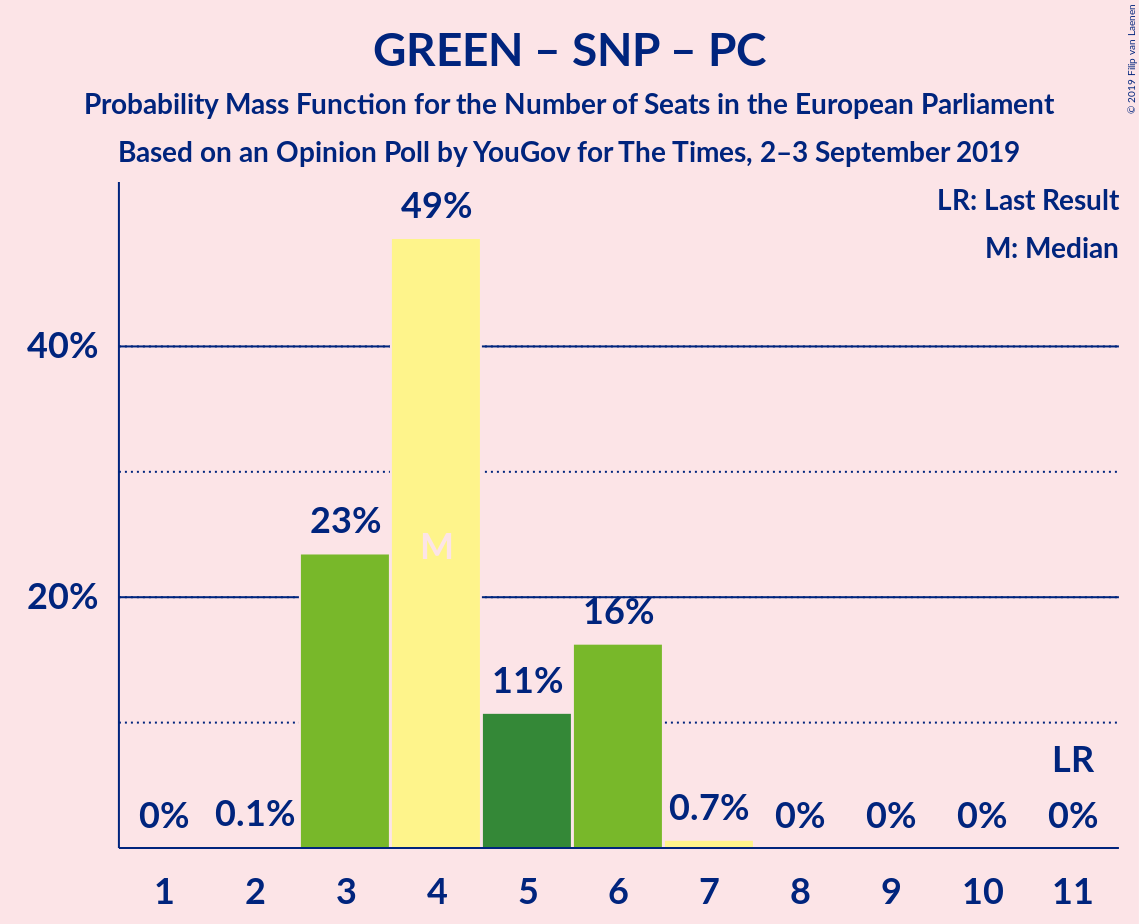 GREEN – SNP – PC
Probability Mass Function for the Number of Seats in the European Parliament
Based on an Opinion Poll by YouGov for The Times, 2–3 September 2019
© 2019 Filip van Laenen
LR: Last Result
M: Median
40%
20%
0%
0.1%
23%
49%
M
11%
16%
0.7%
0%
0%
0%
LR
0%
1 2 3 4 5 6 7 8 9 10 11